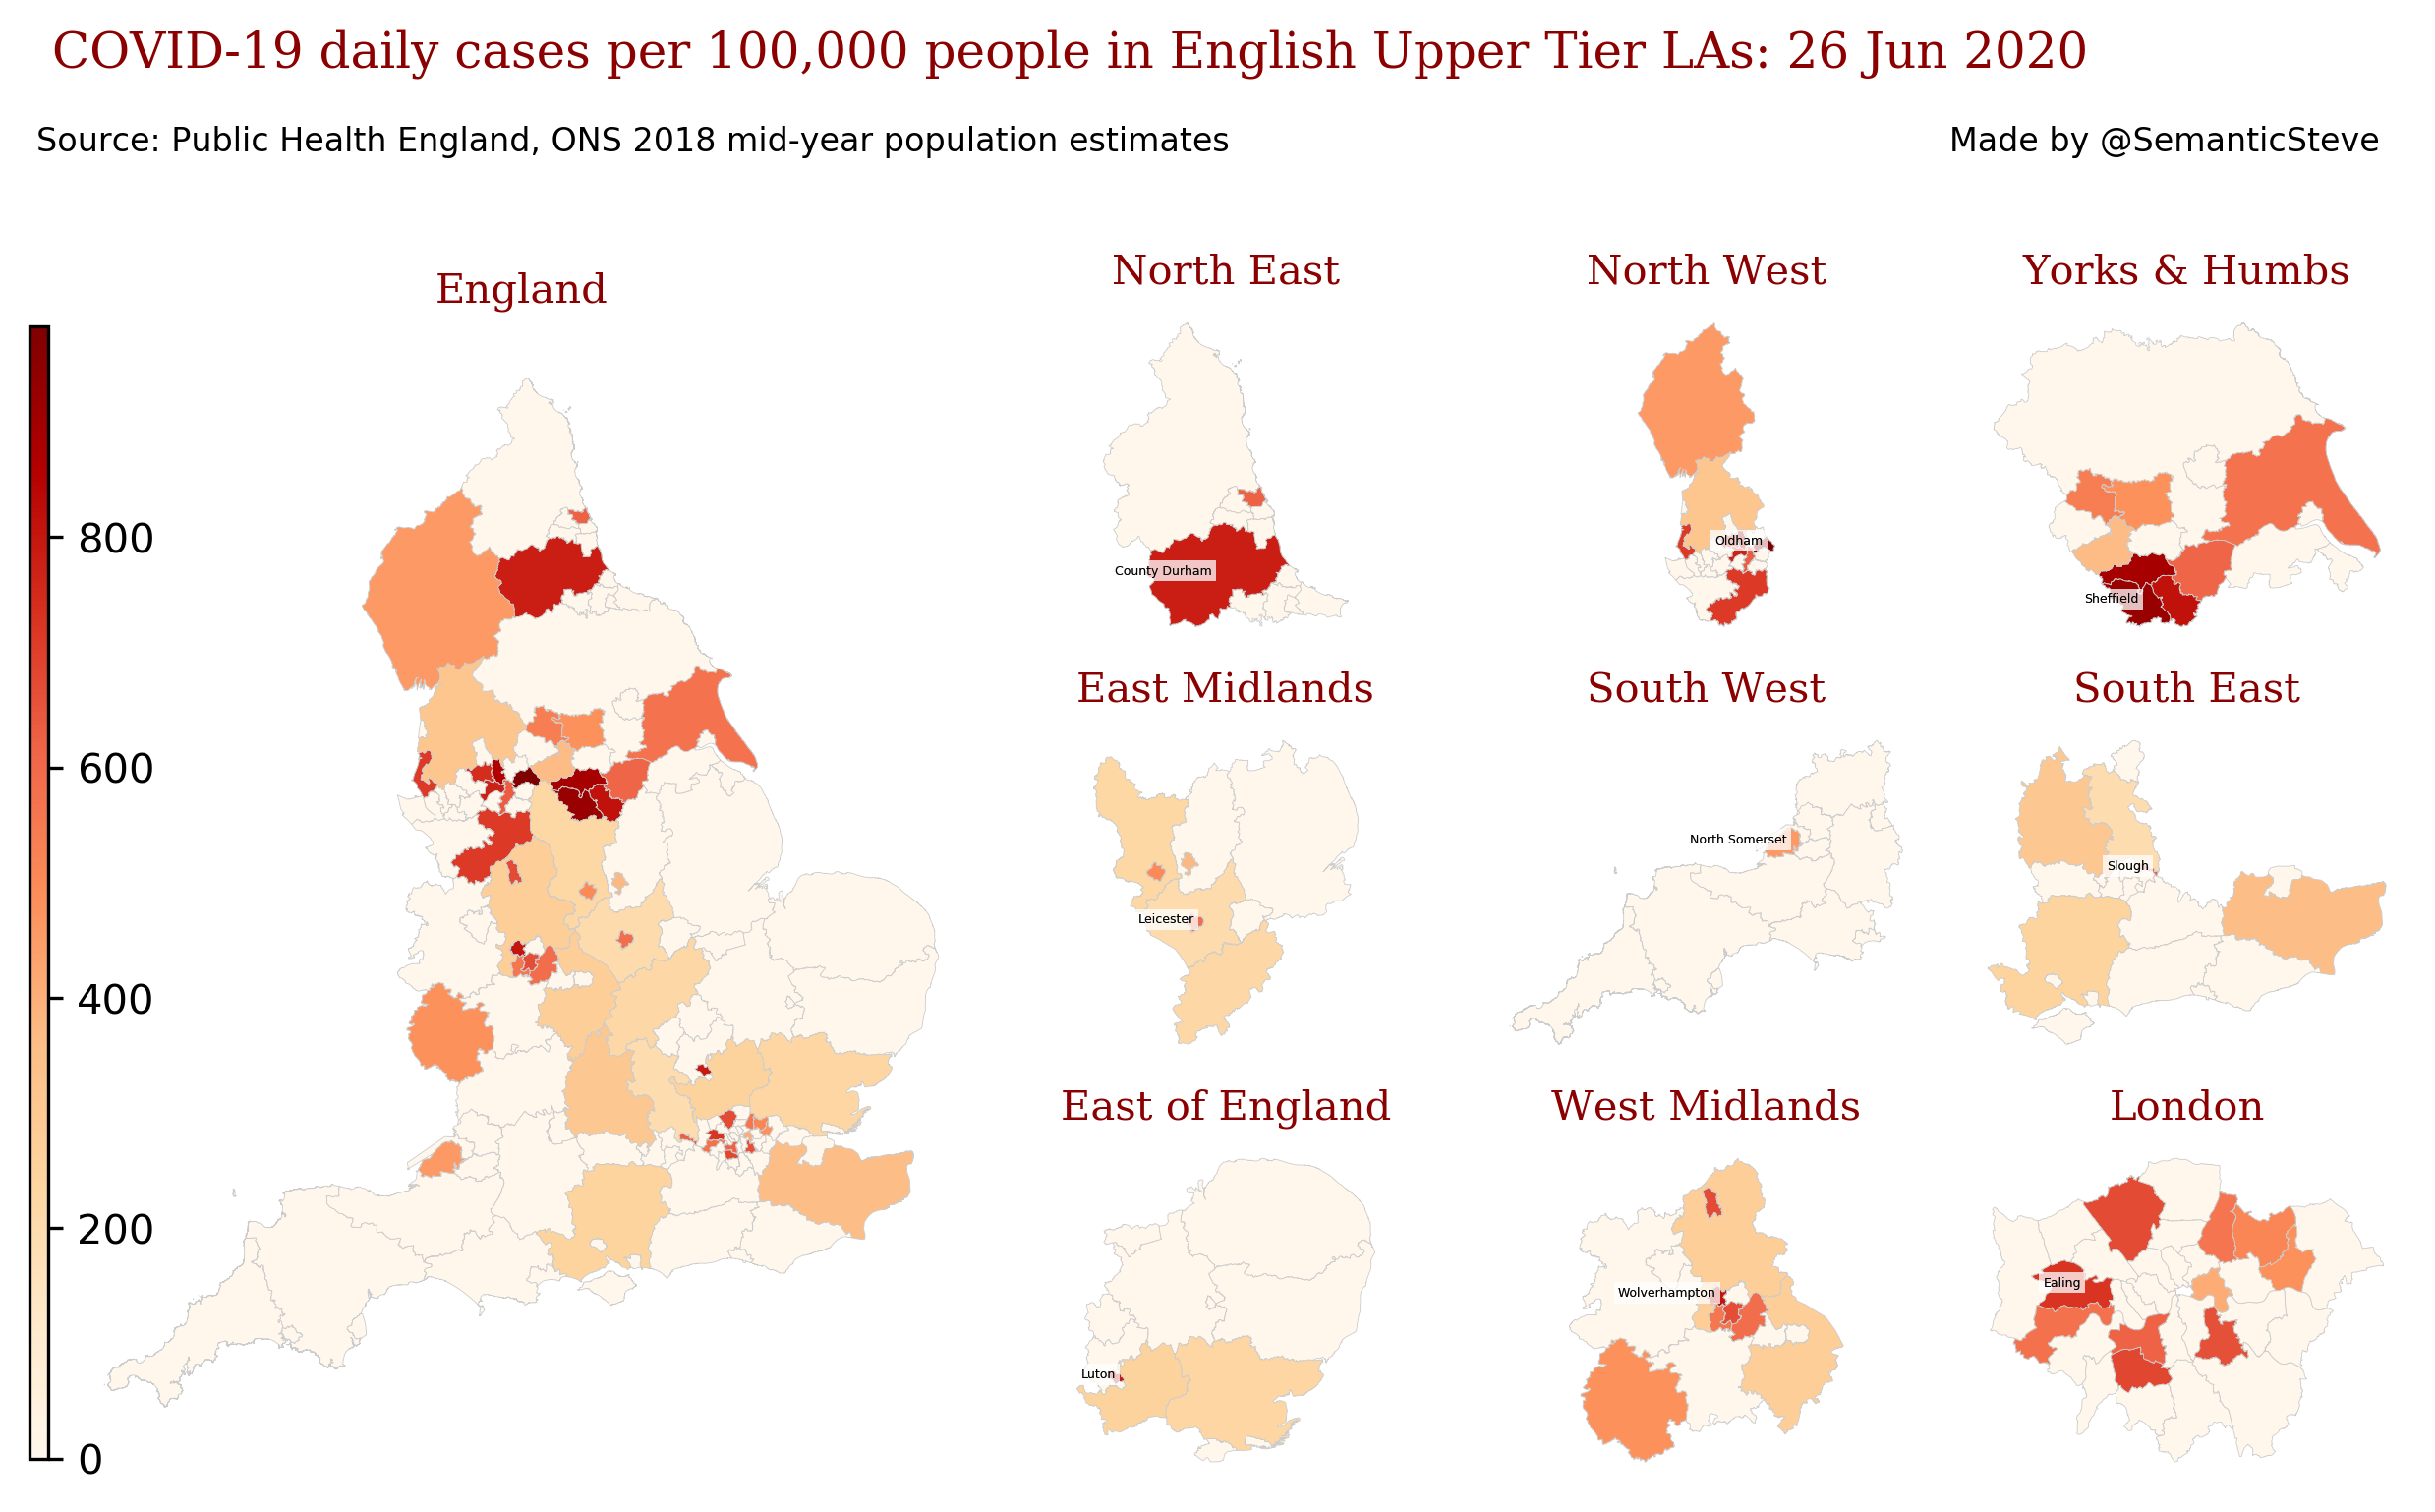 COVID-19 daily cases per 100,000 people in English Upper Tier LAs: 26 Jun 2020
Source: Public Health England, ONS 2018 mid-year population estimates
Made by @SemanticSteve
England
800
600
400
200
0
North East
County Durham
North West
Oldham
Yorks & Humbs
Sheffield
East Midlands
Leicester
South West
North Somerset
South East
Slough
East of England
Luton
West Midlands
Wolverhampton
London
Ealing